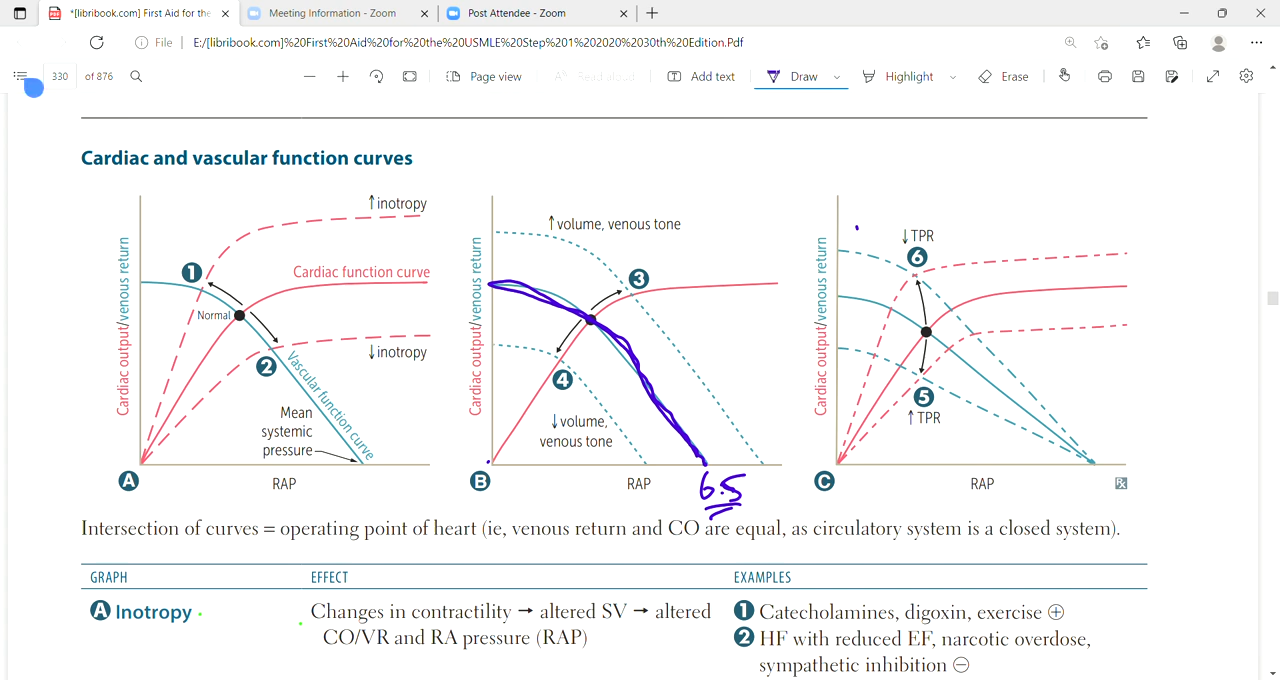 *[libribook.com] First Aid for the
Meeting Information - Zoom
Post Attendee - Zoom
File | E:/[libribook.com]%20First%20Aid%20for%20the%20USMLE%20Step%201%202020%2030th%20Edition.Pdf
330 of 876
Page view
Read aloud
Add text
Draw
Highlight
Erase
Cardiac and vascular function curves
Cardiac output/venous return
↑ inotropy
1
Cardiac function curve
Normal
2
↓ inotropy
Vascular function curve
Mean
systemic
pressure
A
RAP
Cardiac output/venous return
↑ volume, venous tone
3
4
↓ volume,
venous tone
B
RAP
6.5
Cardiac output/venous return
↓ TPR
6
5
↑ TPR
C
RAP
Intersection of curves = operating point of heart (ie, venous return and CO are equal, as circulatory system is a closed system).
GRAPH EFFECT EXAMPLES
A Inotropy Changes in contractility → altered SV → altered 1 Catecholamines, digoxin, exercise ⊕
CO/VR and RA pressure (RAP) 2 HF with reduced EF, narcotic overdose,
sympathetic inhibition ⊖